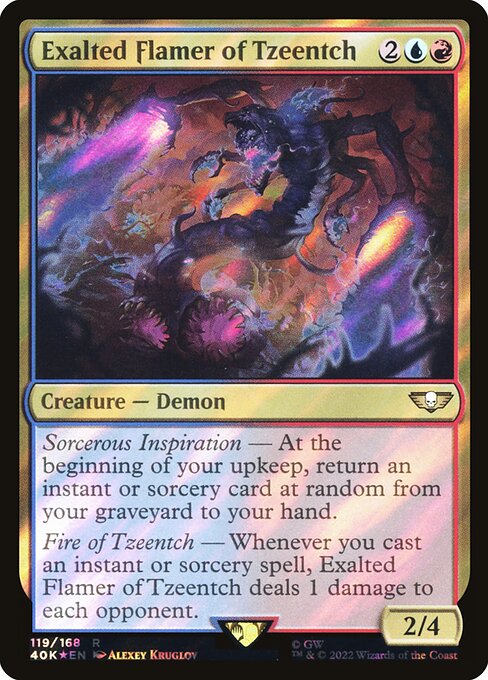 Exalted Flamer of Tzeentch 2
Creature — Demon
Sorcerous Inspiration — At the
beginning of your upkeep, return an
instant or sorcery card at random from
your graveyard to your hand.
Fire of Tzeentch — Whenever you cast
an instant or sorcery spell, Exalted
Flamer of Tzeentch deals 1 damage to
each opponent.
2/4
119/168 R © GW
40K★EN Alexey Kruglov ™ & © 2022 Wizards of the Coast